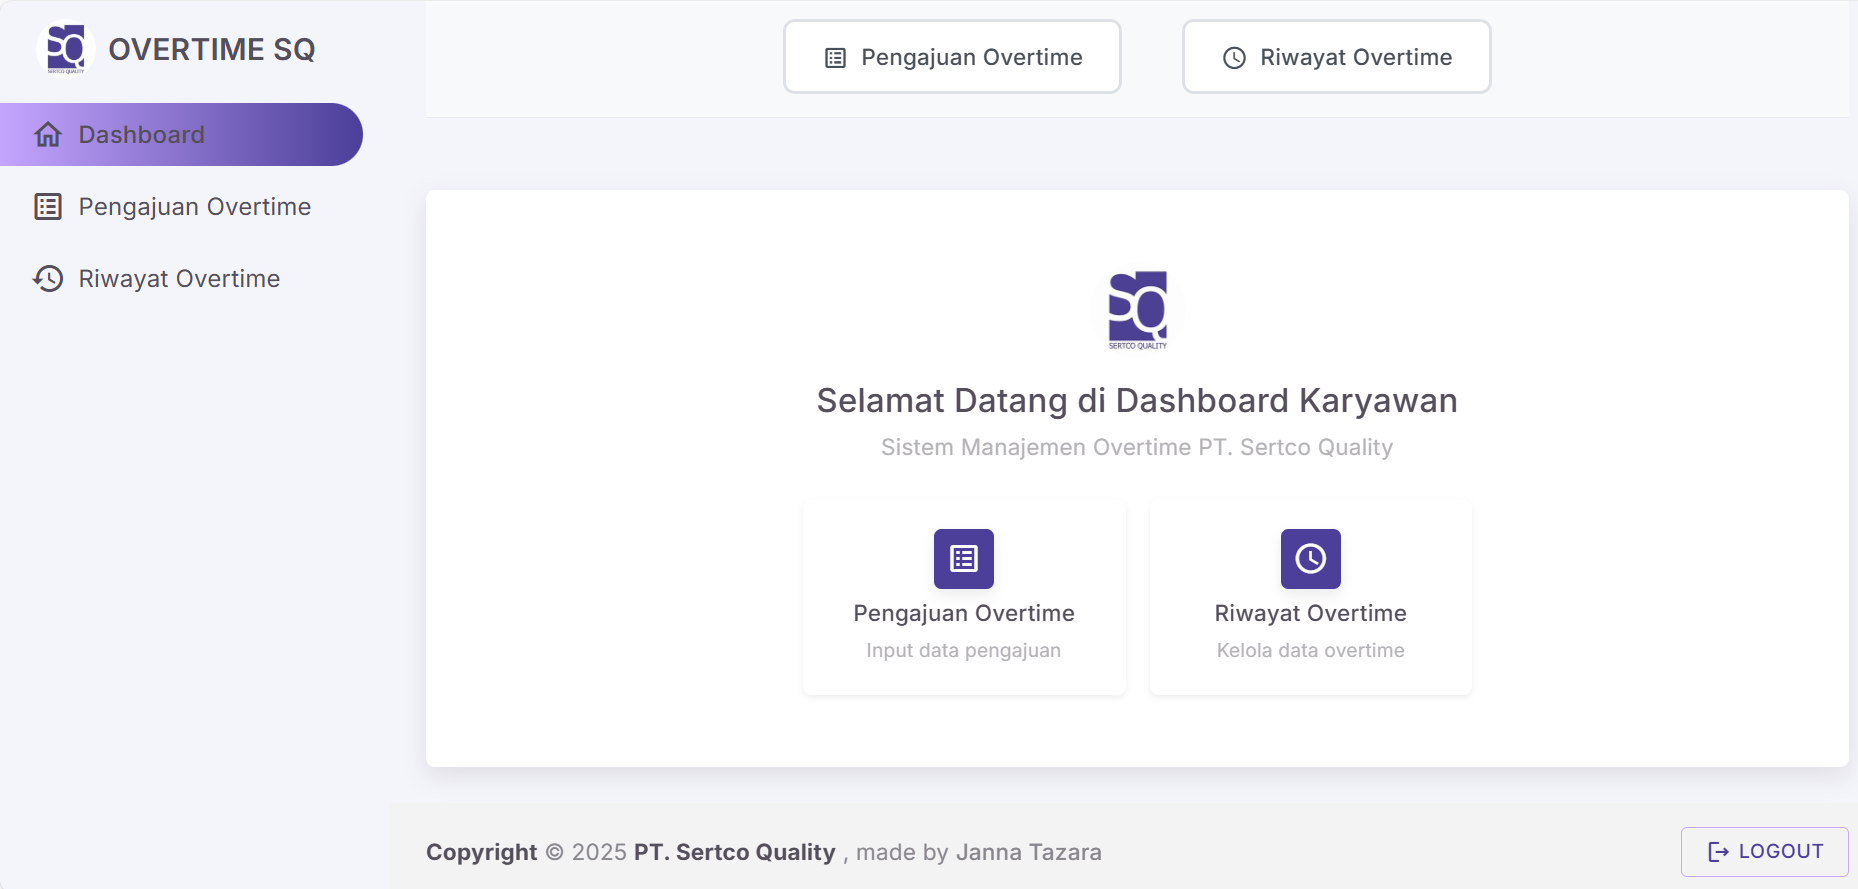 SQ
SERTCO QUALITY
OVERTIME SQ
Dashboard
Pengajuan Overtime
Riwayat Overtime
Pengajuan Overtime
Riwayat Overtime
SQ
SERTCO QUALITY
Selamat Datang di Dashboard Karyawan
Sistem Manajemen Overtime PT. Sertco Quality
Pengajuan Overtime
Input data pengajuan
Riwayat Overtime
Kelola data overtime
Copyright © 2025 PT. Sertco Quality , made by Janna Tazara
LOGOUT